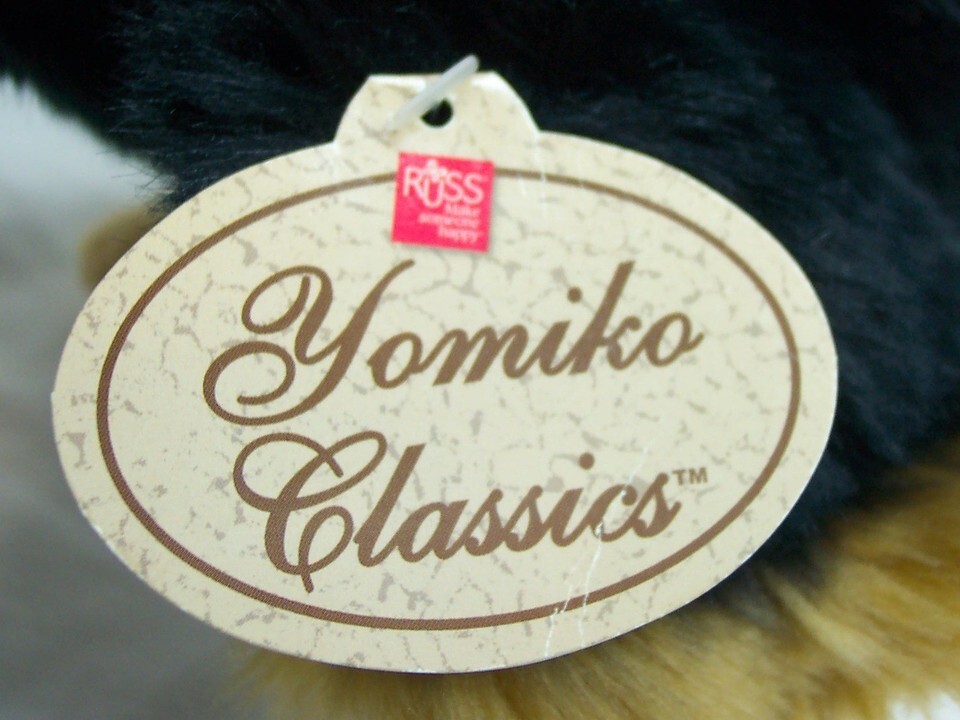 RUSS
Make
someone
happy
Yomiko
Classics™